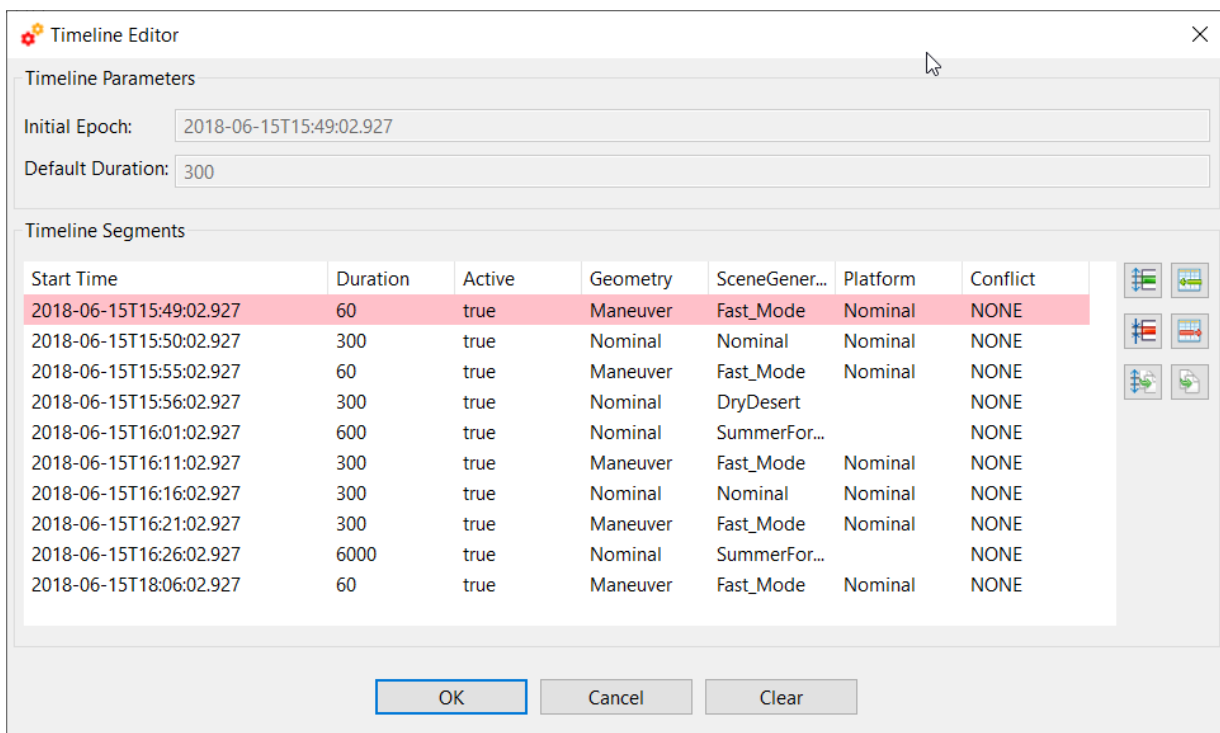 Timeline Editor
Timeline Parameters
Initial Epoch: 2018-06-15T15:49:02.927
Default Duration: 300
Timeline Segments
Start Time Duration Active Geometry SceneGener... Platform Conflict
2018-06-15T15:49:02.927 60 true Maneuver Fast_Mode Nominal NONE
2018-06-15T15:50:02.927 300 true Nominal Nominal Nominal NONE
2018-06-15T15:55:02.927 60 true Maneuver Fast_Mode Nominal NONE
2018-06-15T15:56:02.927 300 true Nominal DryDesert NONE
2018-06-15T16:01:02.927 600 true Nominal SummerFor... NONE
2018-06-15T16:11:02.927 300 true Maneuver Fast_Mode Nominal NONE
2018-06-15T16:16:02.927 300 true Nominal Nominal Nominal NONE
2018-06-15T16:21:02.927 300 true Maneuver Fast_Mode Nominal NONE
2018-06-15T16:26:02.927 6000 true Nominal SummerFor... NONE
2018-06-15T18:06:02.927 60 true Maneuver Fast_Mode Nominal NONE
OK Cancel Clear